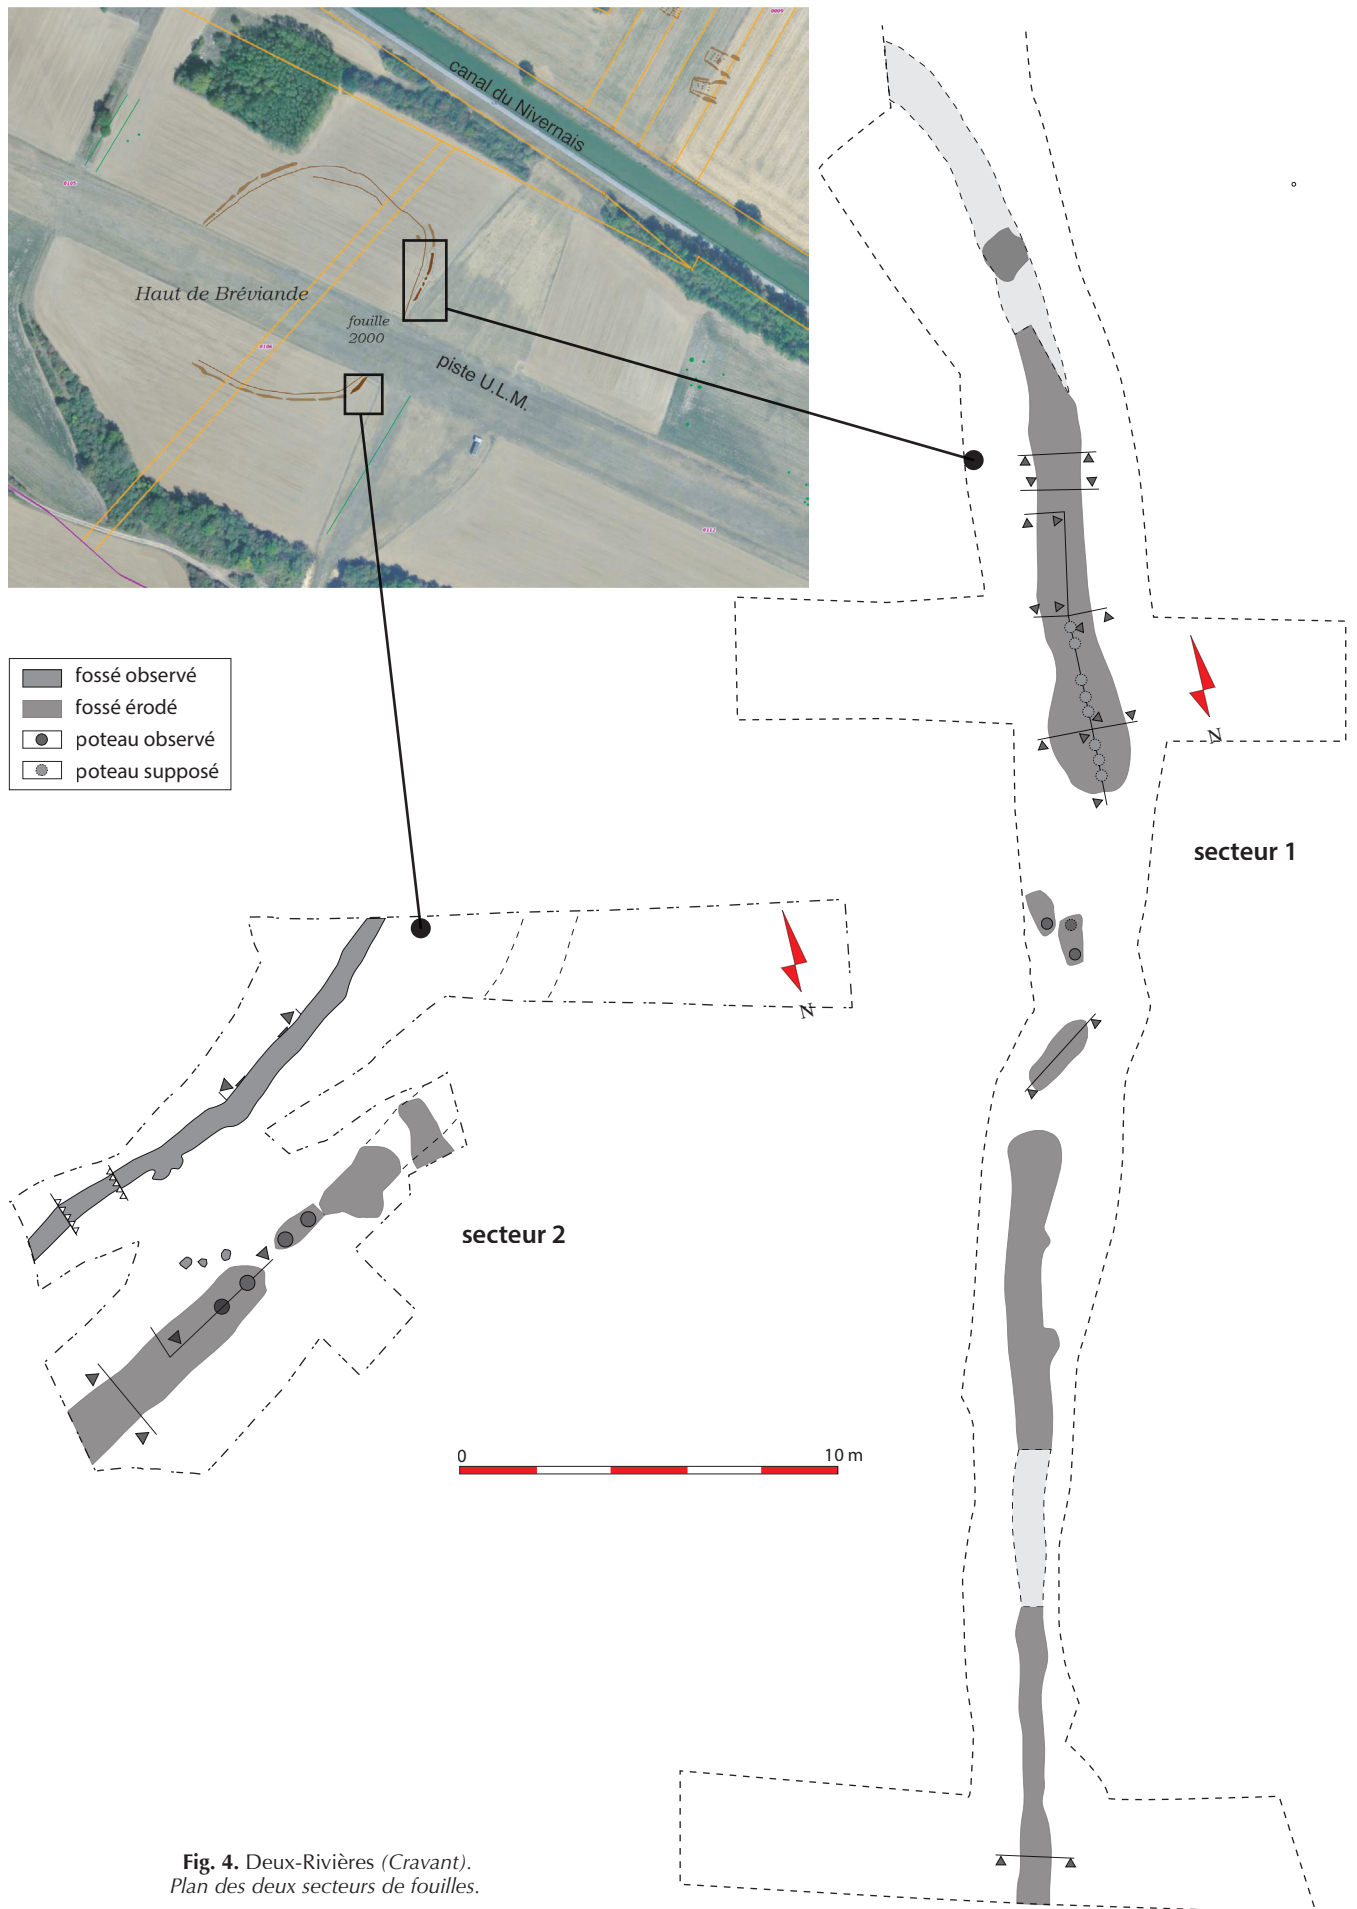 canal du Nivernais
Haut de Bréviande
fouille
2000
piste U.L.M.
fossé observé
fossé érodé
poteau observé
poteau supposé
N
secteur 1
N
secteur 2
0 10 m
Fig. 4. Deux-Rivières (Cravant).
Plan des deux secteurs de fouilles.